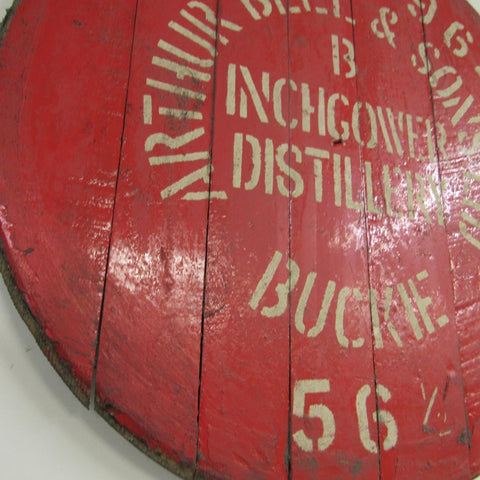 ARTHUR BELL & SONS
B
INCHGOWER
DISTILLERY
BUCKIE
56